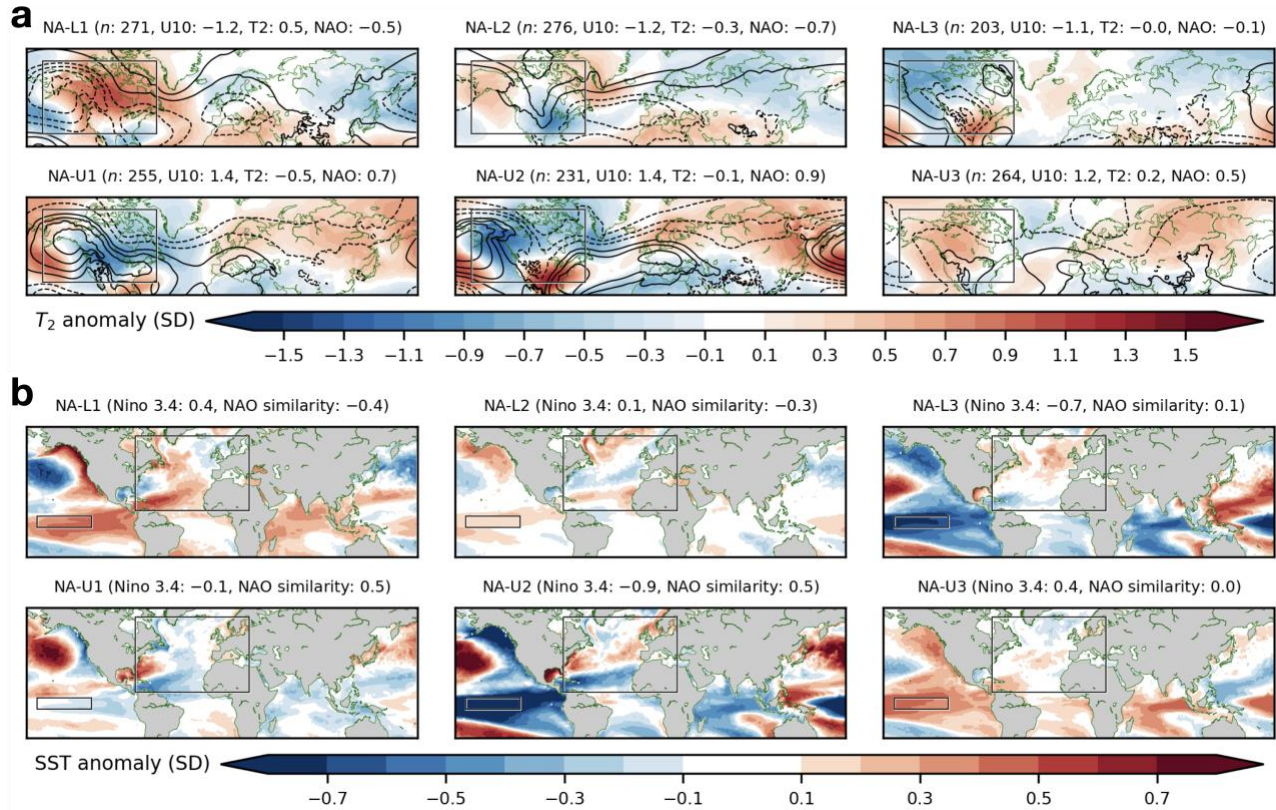 a
NA-L1 (n: 271, U10: −1.2, T2: 0.5, NAO: −0.5)
NA-L2 (n: 276, U10: −1.2, T2: −0.3, NAO: −0.7)
NA-L3 (n: 203, U10: −1.1, T2: −0.0, NAO: −0.1)
NA-U1 (n: 255, U10: 1.4, T2: −0.5, NAO: 0.7)
NA-U2 (n: 231, U10: 1.4, T2: −0.1, NAO: 0.9)
NA-U3 (n: 264, U10: 1.2, T2: 0.2, NAO: 0.5)
T2 anomaly (SD)
−1.5 −1.3 −1.1 −0.9 −0.7 −0.5 −0.3 −0.1 0.1 0.3 0.5 0.7 0.9 1.1 1.3 1.5
b
NA-L1 (Nino 3.4: 0.4, NAO similarity: −0.4)
NA-L2 (Nino 3.4: 0.1, NAO similarity: −0.3)
NA-L3 (Nino 3.4: −0.7, NAO similarity: 0.1)
NA-U1 (Nino 3.4: −0.1, NAO similarity: 0.5)
NA-U2 (Nino 3.4: −0.9, NAO similarity: 0.5)
NA-U3 (Nino 3.4: 0.4, NAO similarity: 0.0)
SST anomaly (SD)
−0.7 −0.5 −0.3 −0.1 0.1 0.3 0.5 0.7